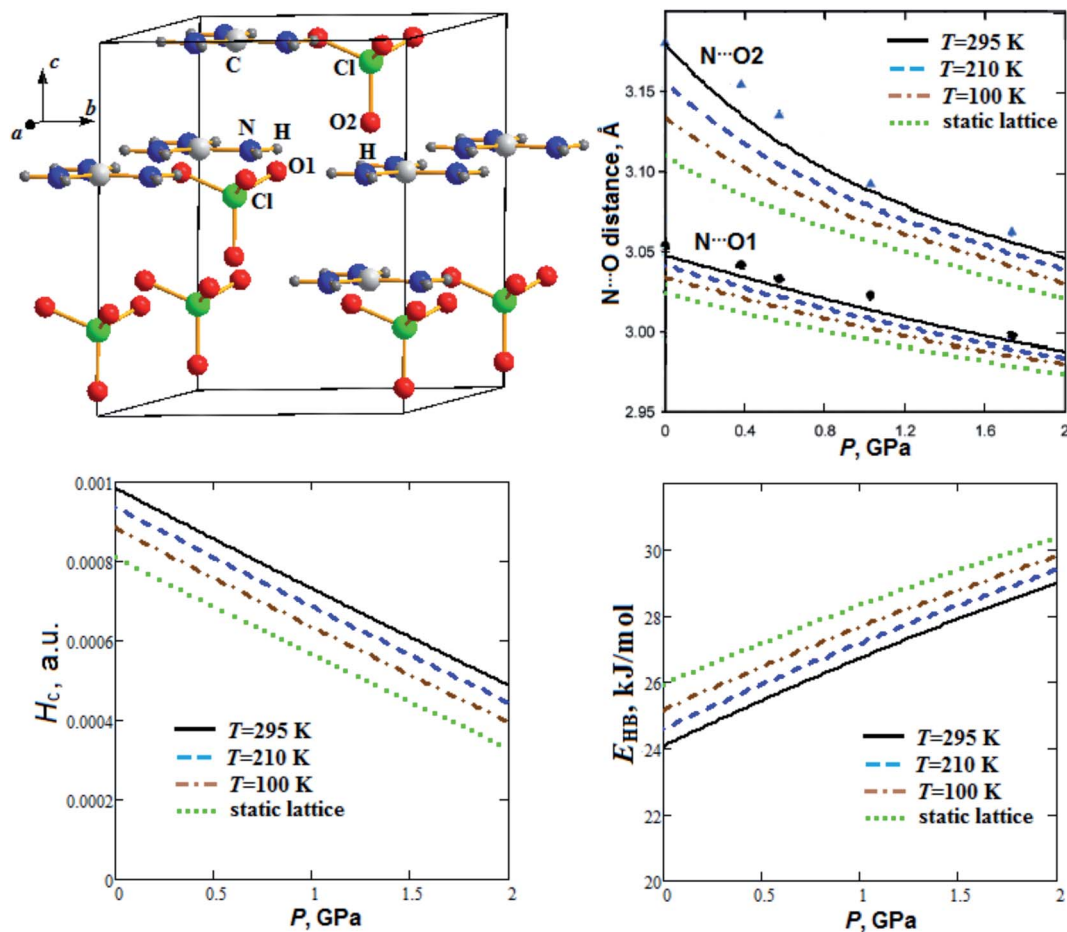 c
b
a
C
Cl
O2
N
H
O1
H
Cl
N···O distance, Å
3.15
3.10
3.05
3.00
2.95
N···O2
N···O1
T=295 K
T=210 K
T=100 K
static lattice
0
0.4
0.8
1.2
1.6
2
P, GPa
Hc, a.u.
0.001
0.0008
0.0006
0.0004
0.0002
0
T=295 K
T=210 K
T=100 K
static lattice
0
0.5
1
1.5
2
P, GPa
EHB, kJ/mol
30
28
26
24
22
20
T=295 K
T=210 K
T=100 K
static lattice
0
0.5
1
1.5
2
P, GPa